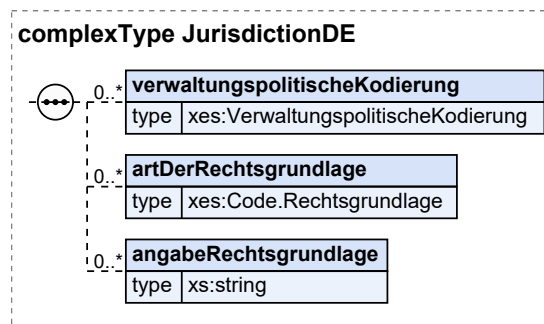 complexType JurisdictionDE
0..* verwaltungspolitischeKodierung
type xes:VerwaltungspolitischeKodierung
0..* artDerRechtsgrundlage
type xes:Code.Rechtsgrundlage
0..* angabeRechtsgrundlage
type xs:string